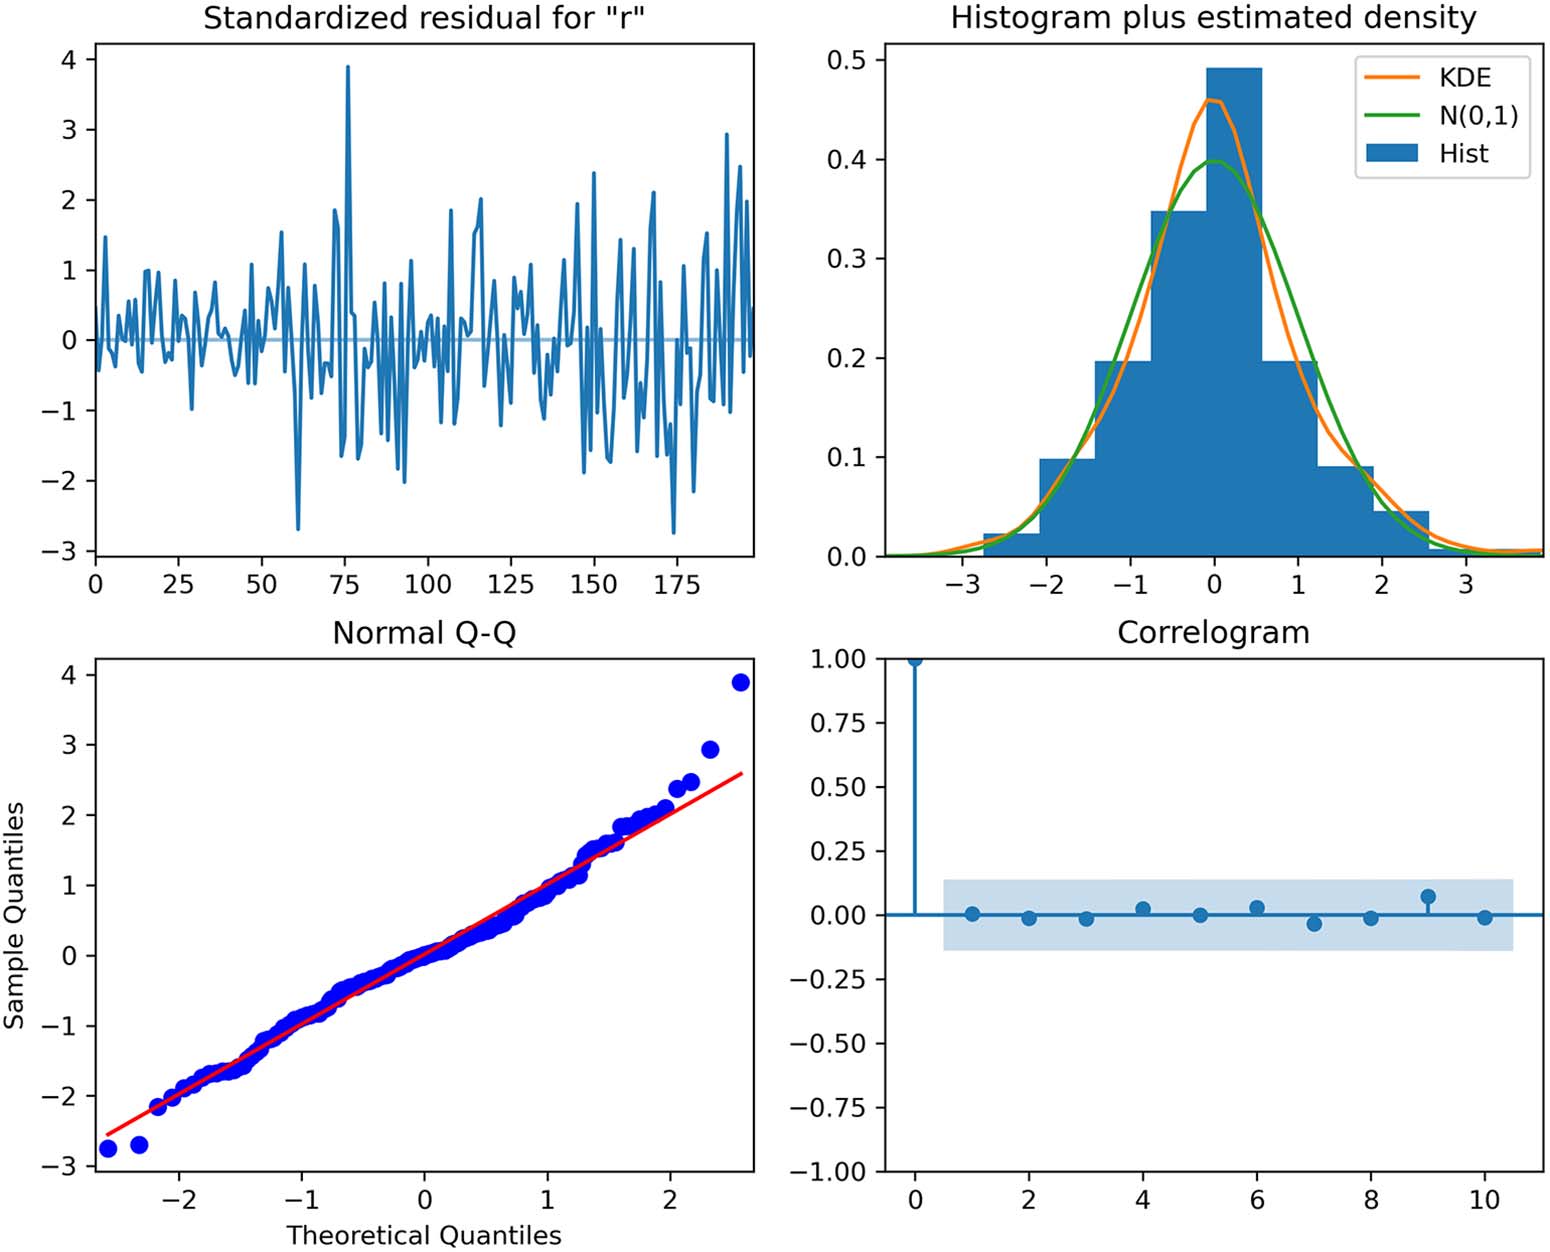 Standardized residual for "r"
4
3
2
1
0
−1
−2
−3
0 25 50 75 100 125 150 175
Histogram plus estimated density
0.5
0.4
0.3
0.2
0.1
0.0
−3 −2 −1 0 1 2 3
KDE
N(0,1)
Hist
Normal Q-Q
Sample Quantiles
4
3
2
1
0
−1
−2
−3
−2 −1 0 1 2
Theoretical Quantiles
Correlogram
1.00
0.75
0.50
0.25
0.00
−0.25
−0.50
−0.75
−1.00
0 2 4 6 8 10